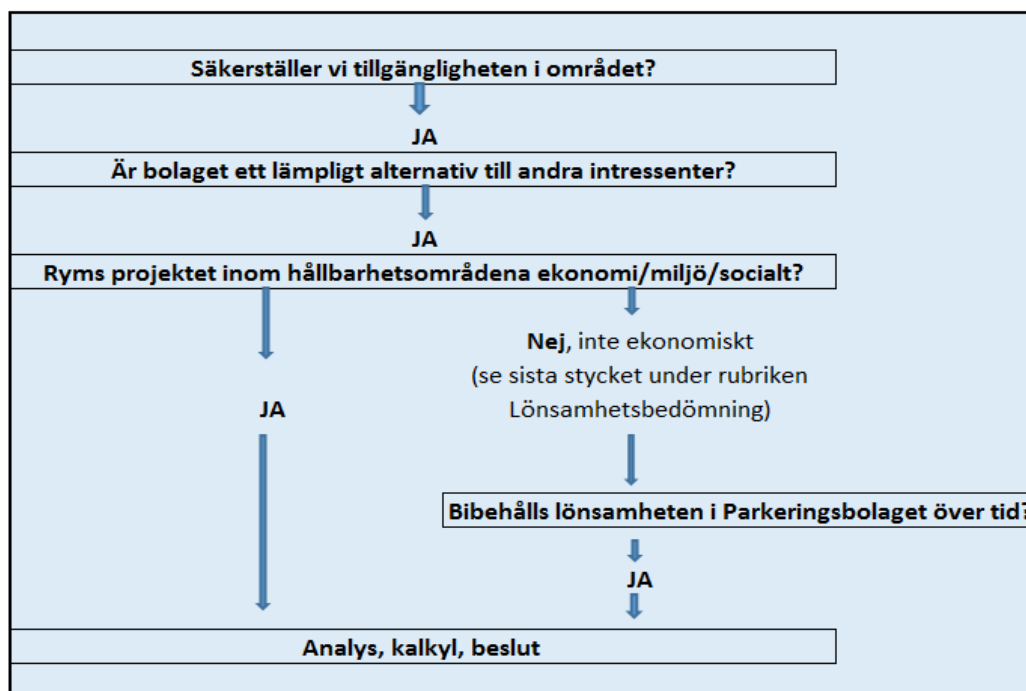 Säkerställer vi tillgängligheten i området?
JA
Är bolaget ett lämpligt alternativ till andra intressenter?
JA
Ryms projektet inom hållbarhetsområdena ekonomi/miljö/socialt?
Nej, inte ekonomiskt
(se sista stycket under rubriken
Lönsamhetsbedömning)
JA
Bibehålls lönsamheten i Parkeringsbolaget över tid?
JA
Analys, kalkyl, beslut